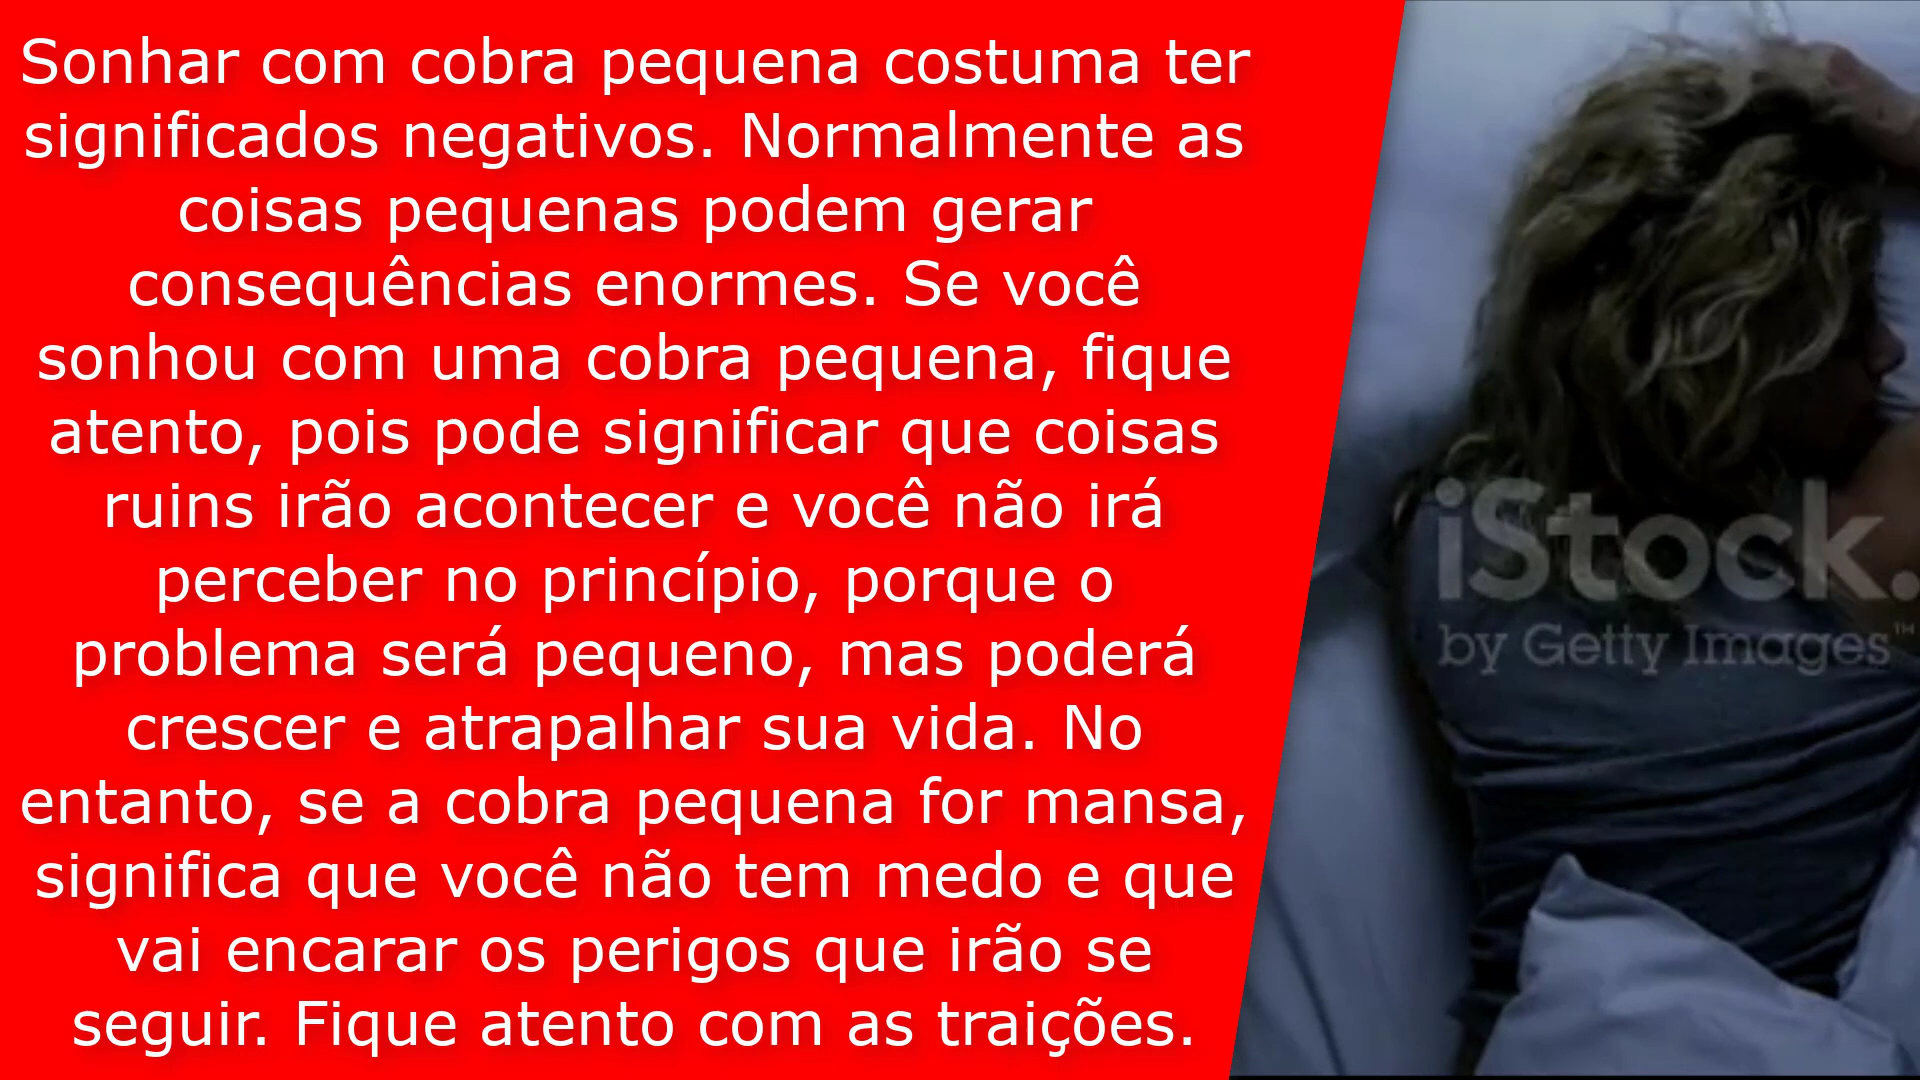 Sonhar com cobra pequena costuma ter
significados negativos. Normalmente as
coisas pequenas podem gerar
consequências enormes. Se você
sonhou com uma cobra pequena, fique
atento, pois pode significar que coisas
ruins irão acontecer e você não irá
perceber no princípio, porque o
problema será pequeno, mas poderá
crescer e atrapalhar sua vida. No
entanto, se a cobra pequena for mansa,
significa que você não tem medo e que
vai encarar os perigos que irão se
seguir. Fique atento com as traições.
iStock.
by Getty Images™